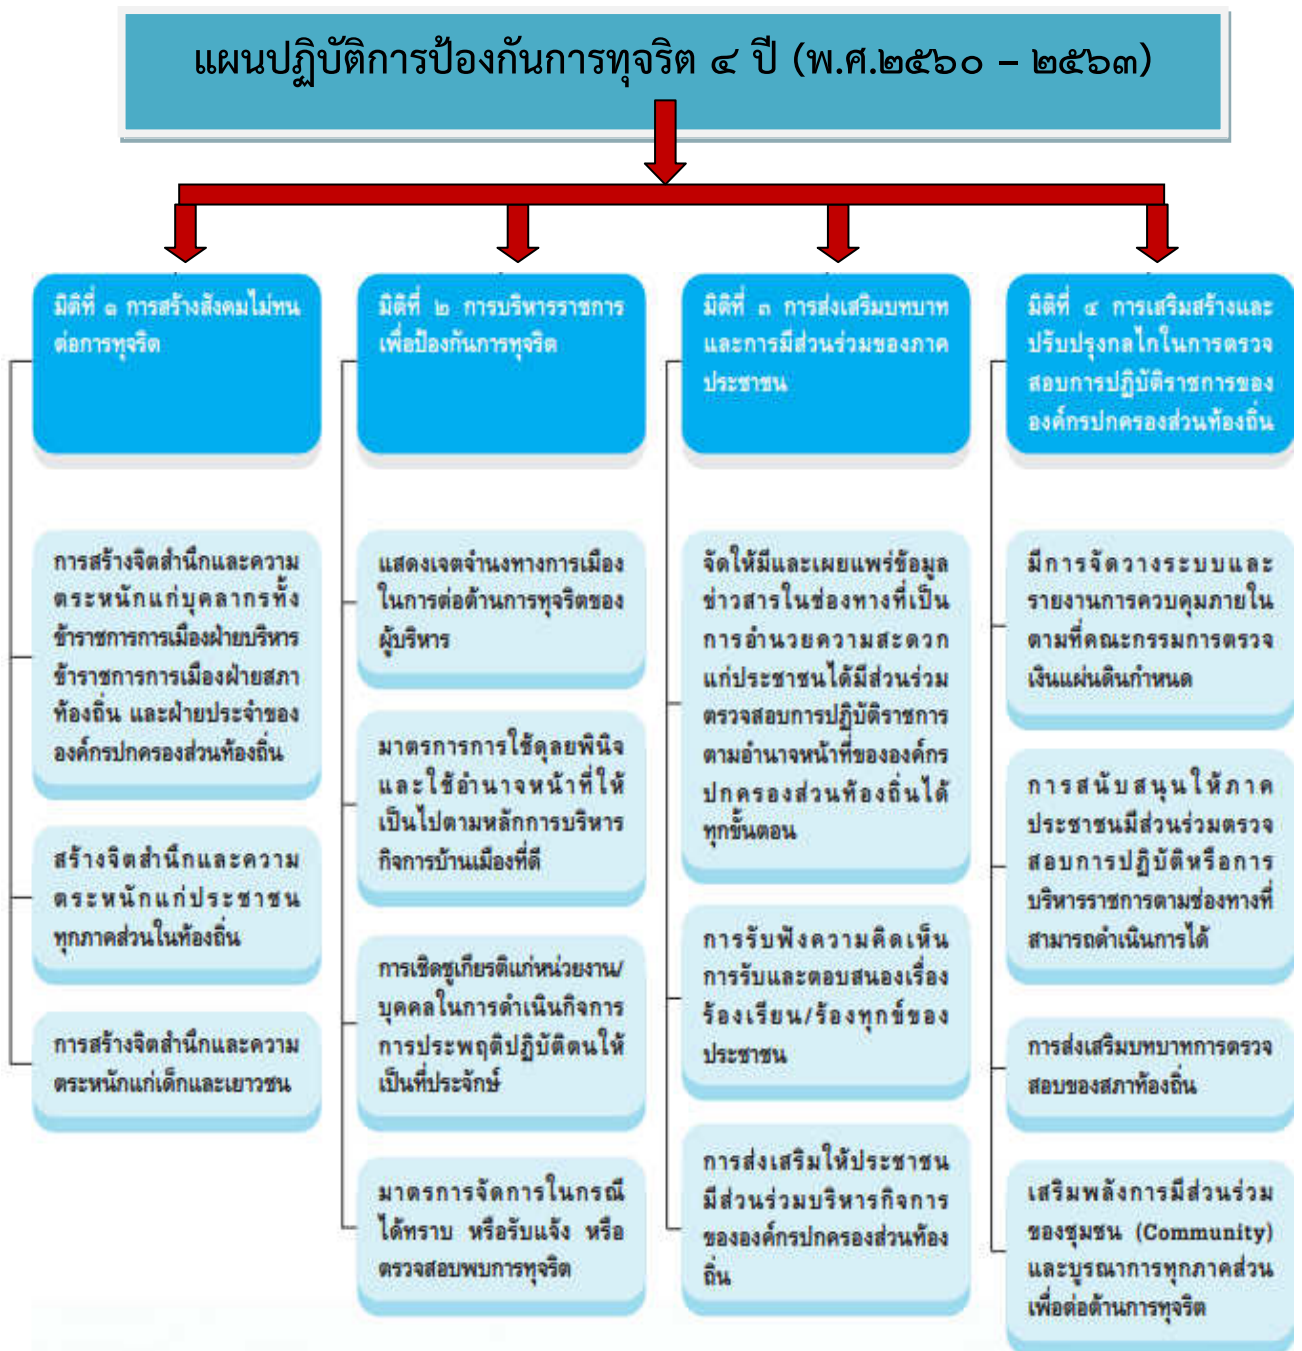 แผนปฏิบัติการป้องกันการทุจริต ๔ ปี (พ.ศ.๒๕๖๐ – ๒๕๖๓)
มิติที่ ๑ การสร้างสังคมไม่ทน
ต่อการทุจริต
การสร้างจิตสำนึกและความ
ตระหนักแก่บุคลากรทั้ง
ข้าราชการการเมืองฝ่ายบริหาร
ข้าราชการการเมืองฝ่ายสภา
ท้องถิ่น และฝ่ายประจำของ
องค์กรปกครองส่วนท้องถิ่น
สร้างจิตสำนึกและความ
ตระหนักแก่ประชาชน
ทุกภาคส่วนในท้องถิ่น
การสร้างจิตสำนึกและความ
ตระหนักแก่เด็กและเยาวชน
มิติที่ ๒ การบริหารราชการ
เพื่อป้องกันการทุจริต
แสดงเจตจำนงทางการเมือง
ในการต่อต้านการทุจริตของ
ผู้บริหาร
มาตรการการใช้ดุลยพินิจ
และใช้อำนาจหน้าที่ให้
เป็นไปตามหลักการบริหาร
กิจการบ้านเมืองที่ดี
การเชิดชูเกียรติแก่หน่วยงาน/
บุคคลในการดำเนินกิจการ
การประพฤติปฏิบัติตนให้
เป็นที่ประจักษ์
มาตรการจัดการในกรณี
ได้ทราบ หรือรับแจ้ง หรือ
ตรวจสอบพบการทุจริต
มิติที่ ๓ การส่งเสริมบทบาท
และการมีส่วนร่วมของภาค
ประชาชน
จัดให้มีและเผยแพร่ข้อมูล
ข่าวสารในช่องทางที่เป็น
การอำนวยความสะดวก
แก่ประชาชนได้มีส่วนร่วม
ตรวจสอบการปฏิบัติราชการ
ตามอำนาจหน้าที่ขององค์กร
ปกครองส่วนท้องถิ่นได้
ทุกขั้นตอน
การรับฟังความคิดเห็น
การรับและตอบสนองเรื่อง
ร้องเรียน/ร้องทุกข์ของ
ประชาชน
การส่งเสริมให้ประชาชน
มีส่วนร่วมบริหารกิจการ
ขององค์กรปกครองส่วนท้อง
ถิ่น
มิติที่ ๔ การเสริมสร้างและ
ปรับปรุงกลไกในการตรวจ
สอบการปฏิบัติราชการของ
องค์กรปกครองส่วนท้องถิ่น
มีการจัดวางระบบและ
รายงานการควบคุมภายใน
ตามที่คณะกรรมการตรวจ
เงินแผ่นดินกำหนด
การสนับสนุนให้ภาค
ประชาชนมีส่วนร่วมตรวจ
สอบการปฏิบัติหรือการ
บริหารราชการตามช่องทางที่
สามารถดำเนินการได้
การส่งเสริมบทบาทการตรวจ
สอบของสภาท้องถิ่น
เสริมพลังการมีส่วนร่วม
ของชุมชน (Community)
และบูรณาการทุกภาคส่วน
เพื่อต่อต้านการทุจริต